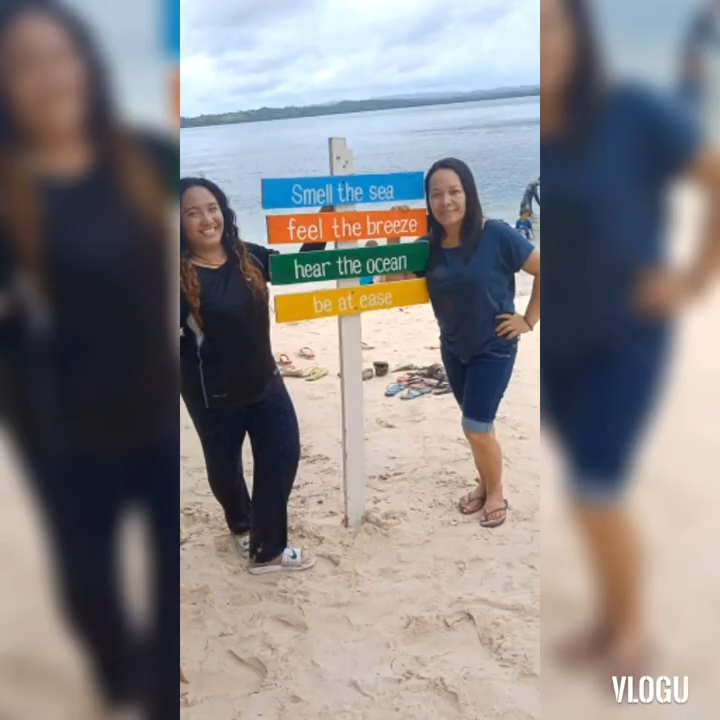 Smell the sea
feel the breeze
hear the ocean
be at ease
VLOGU